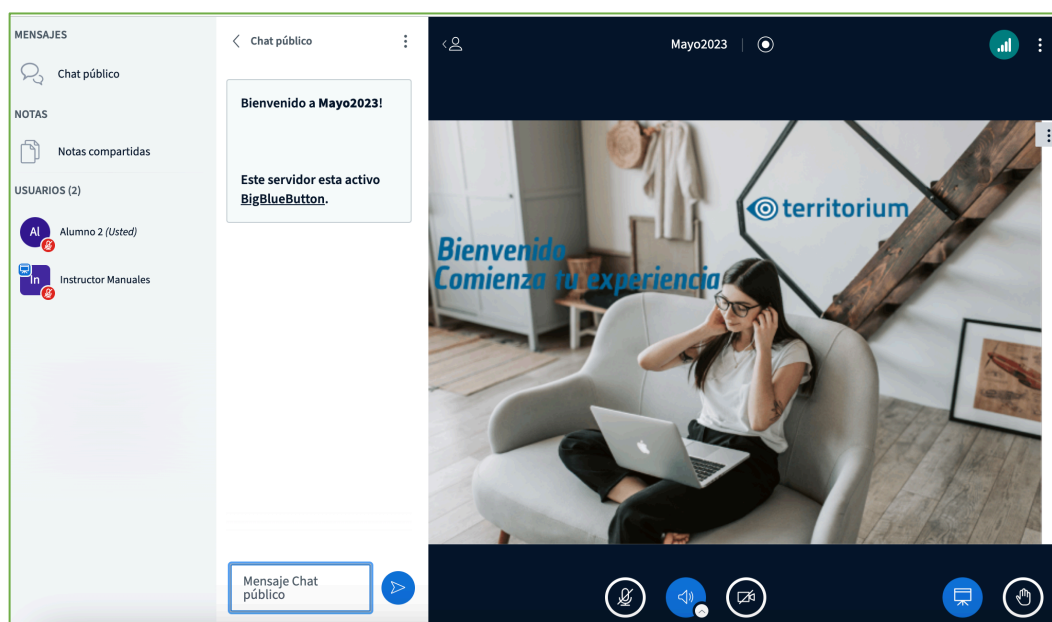 MENSAJES
Chat público
NOTAS
Notas compartidas
USUARIOS (2)
Al
Alumno 2 (Usted)
In
Instructor Manuales
Chat público
Bienvenido a Mayo2023!
Este servidor esta activo
BigBlueButton.
Mensaje Chat
público
Mayo2023
territorium
Bienvenido
Comienza tu experiencia